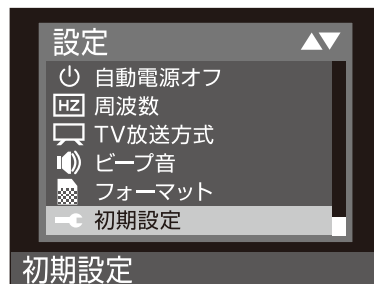 設定 ▲▼
自動電源オフ
HZ 周波数
TV放送方式
ビープ音
フォーマット
初期設定
初期設定